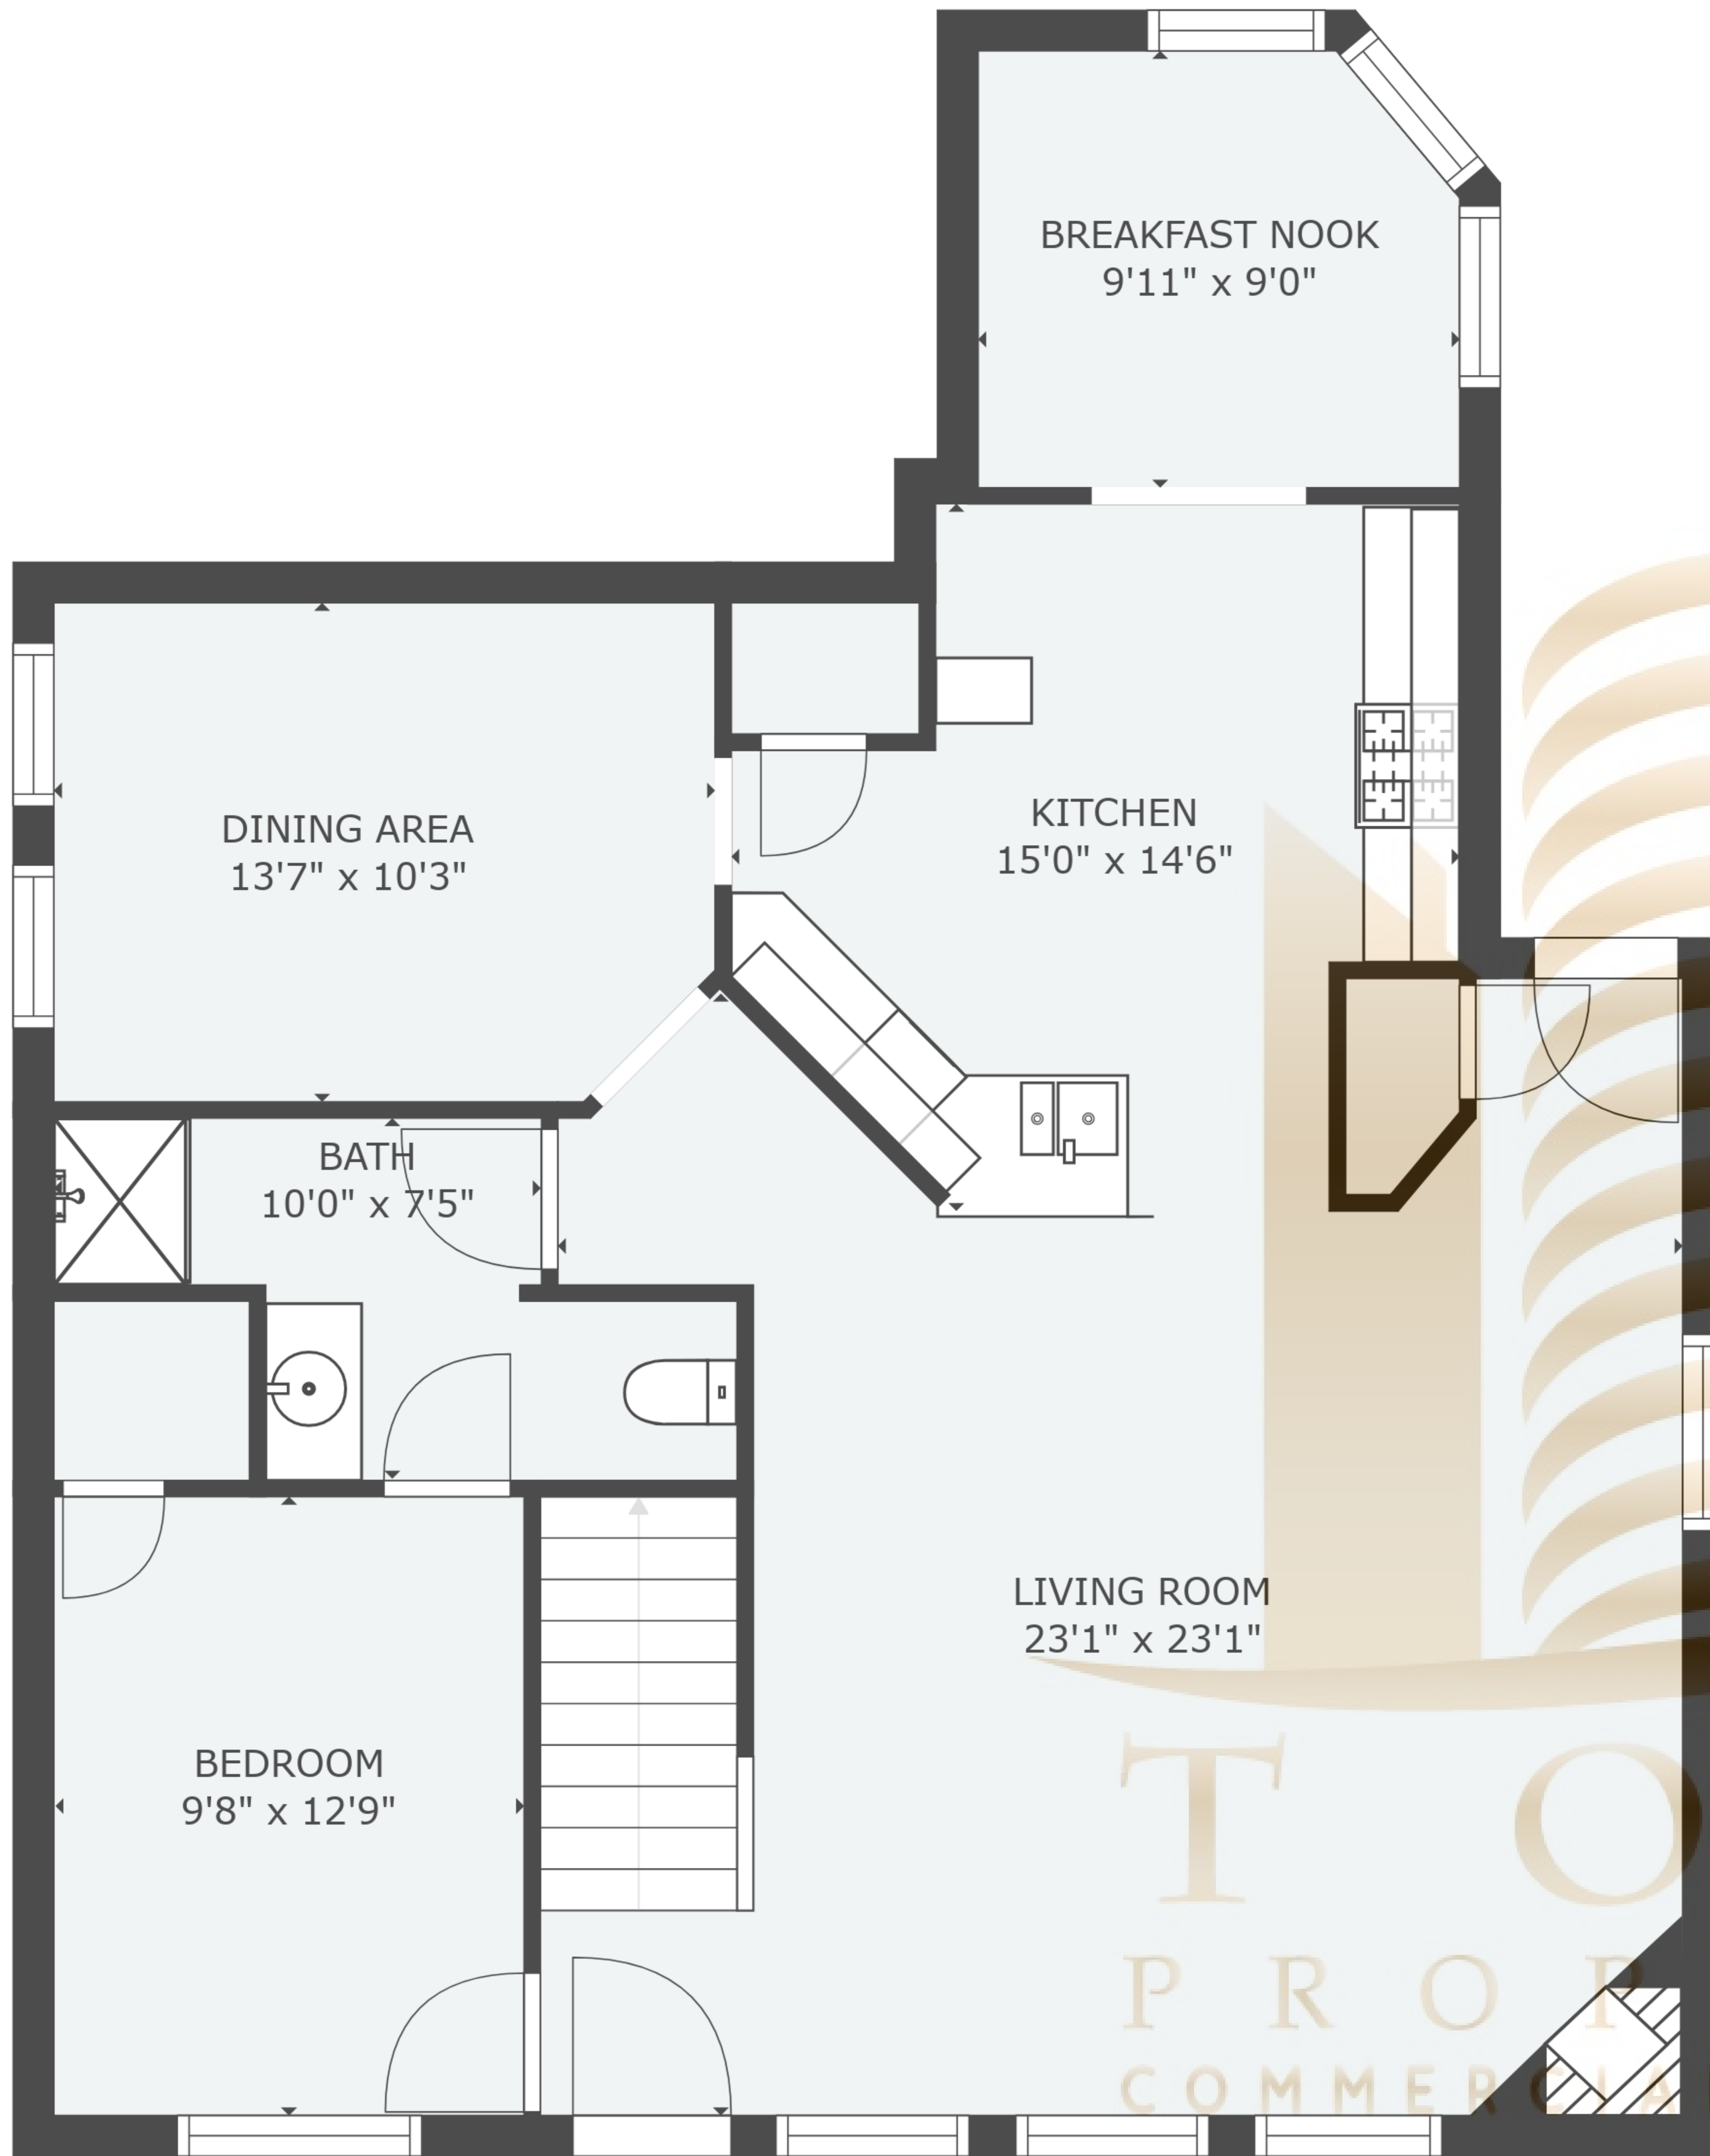 BREAKFAST NOOK
9'11" x 9'0"
KITCHEN
15'0" x 14'6"
DINING AREA
13'7" x 10'3"
BATH
10'0" x 7'5"
LIVING ROOM
23'1" x 23'1"
BEDROOM
9'8" x 12'9"
T O
P R O P
COMMERCIA